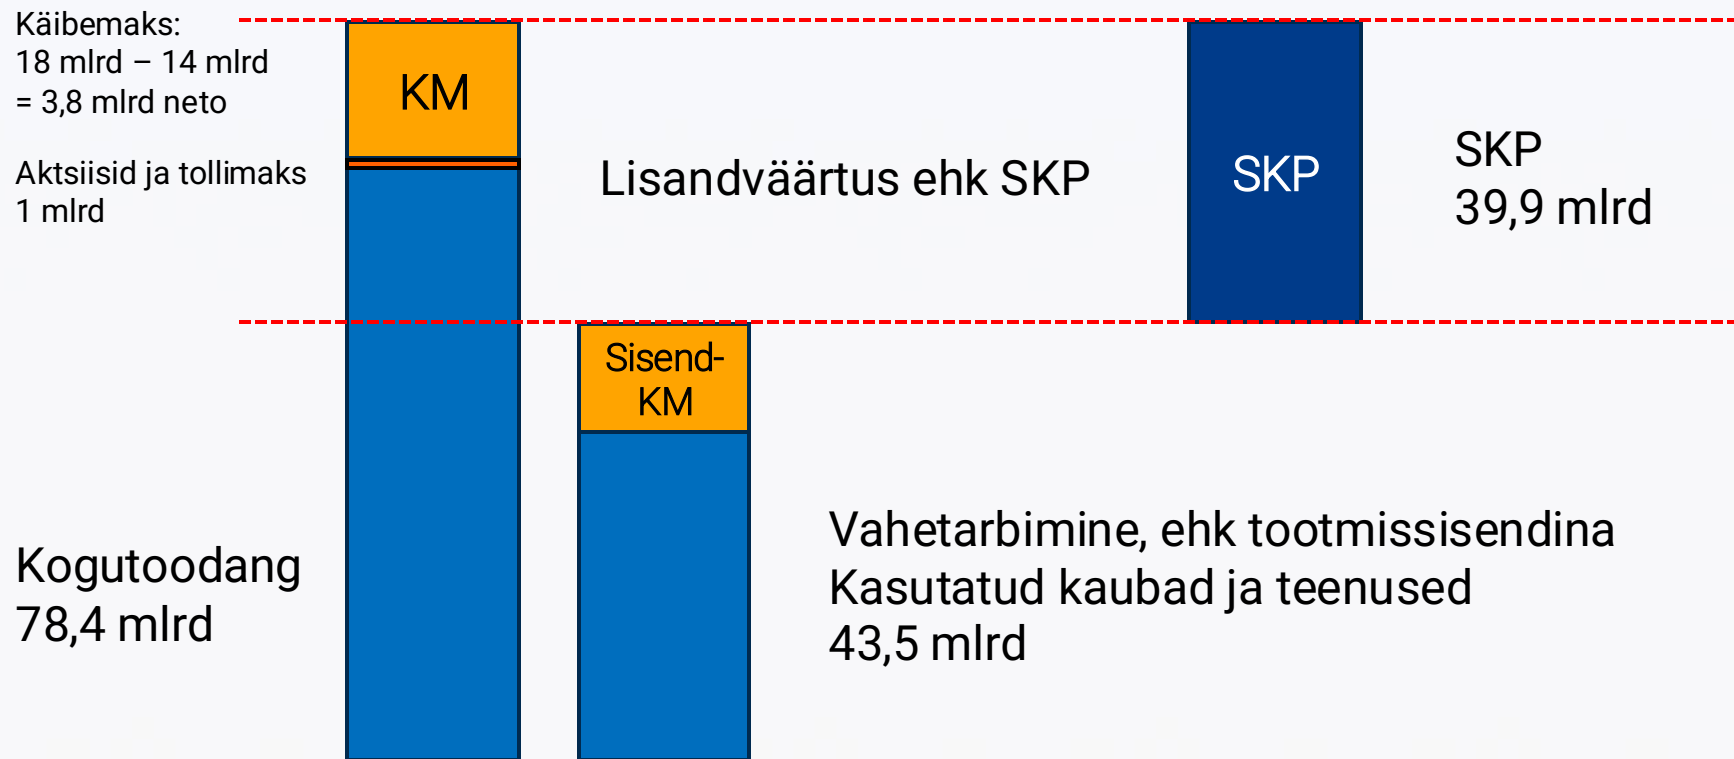 Käibemaks:
18 mlrd – 14 mlrd
= 3,8 mlrd neto
Aktsiisid ja tollimaks
1 mlrd
KM
Lisandväärtus ehk SKP
SKP
SKP
39,9 mlrd
Sisend-
KM
Kogutoodang
78,4 mlrd
Vahetarbimine, ehk tootmissisendina
Kasutatud kaubad ja teenused
43,5 mlrd